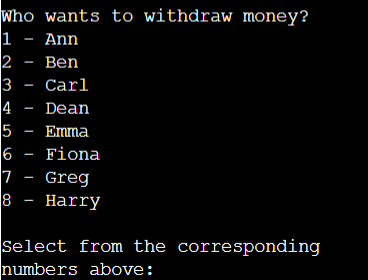 Who wants to withdraw money?
1 - Ann
2 - Ben
3 - Carl
4 - Dean
5 - Emma
6 - Fiona
7 - Greg
8 - Harry
Select from the corresponding
numbers above: